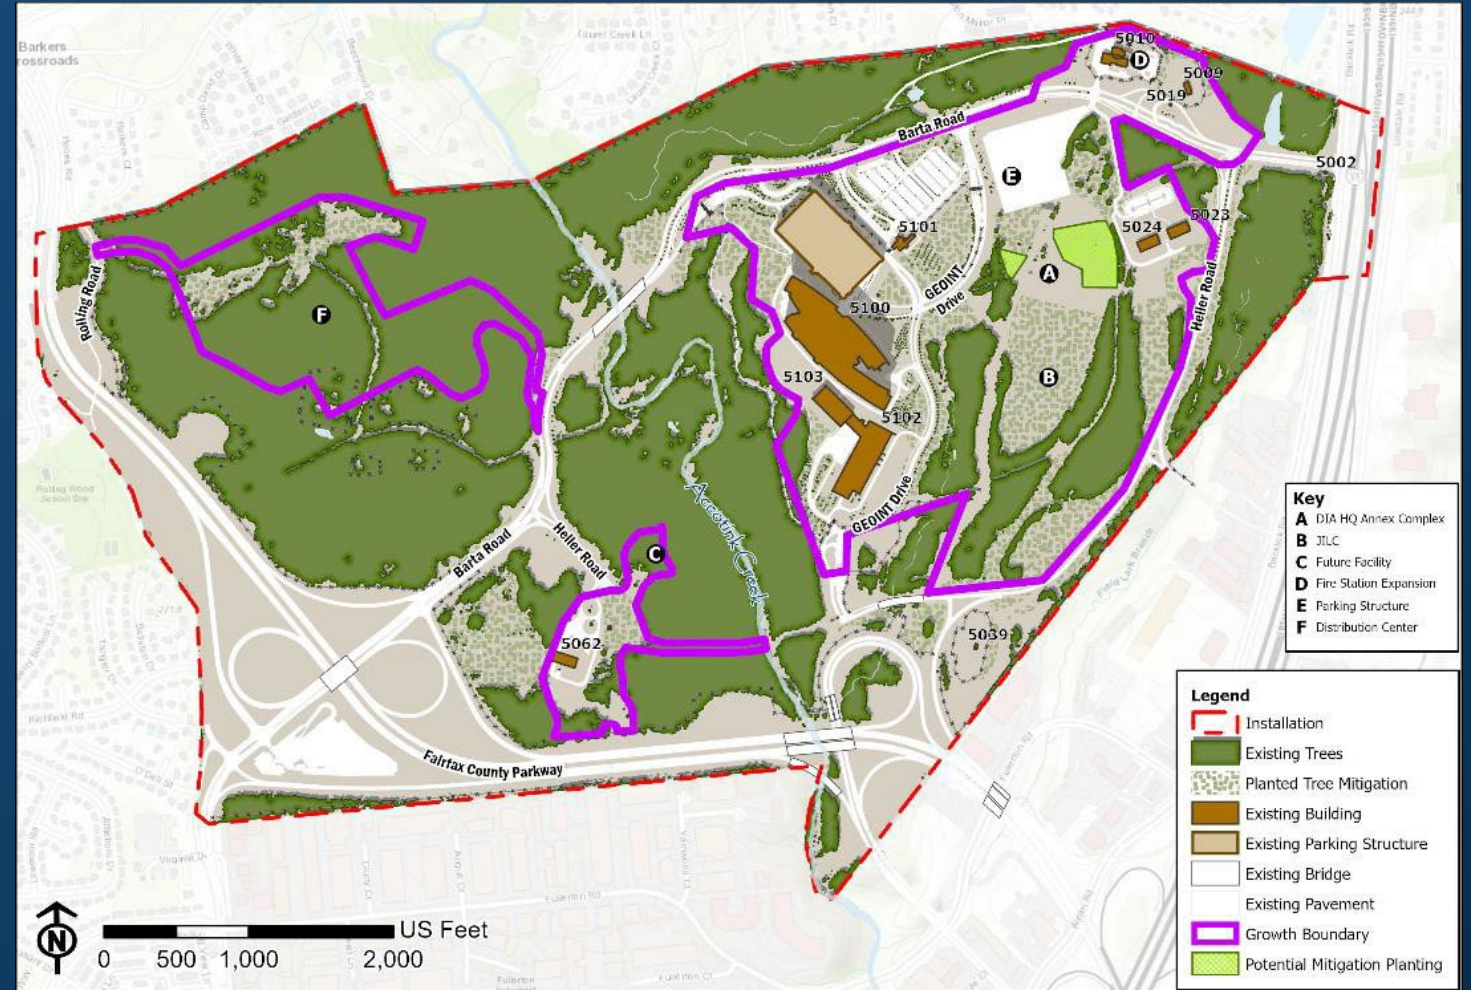 Barkers
Crossroads
5010
D
5009
5019
Barta Road
5002
E
5101
5024
5023
A
GEOINT
Drive
Rolling Road
F
5100
Heller Road
5103
B
5102
GEOINT Drive
Accotink Creek
Barta Road
Heller Road
C
5062
5039
Fairfax County Parkway
Fullerton Rd
Key
A DIA HQ Annex Complex
B JILC
C Future Facility
D Fire Station Expansion
E Parking Structure
F Distribution Center
Legend
Installation
Existing Trees
Planted Tree Mitigation
Existing Building
Existing Parking Structure
Existing Bridge
Existing Pavement
Growth Boundary
Potential Mitigation Planting
N
US Feet
0 500 1,000 2,000